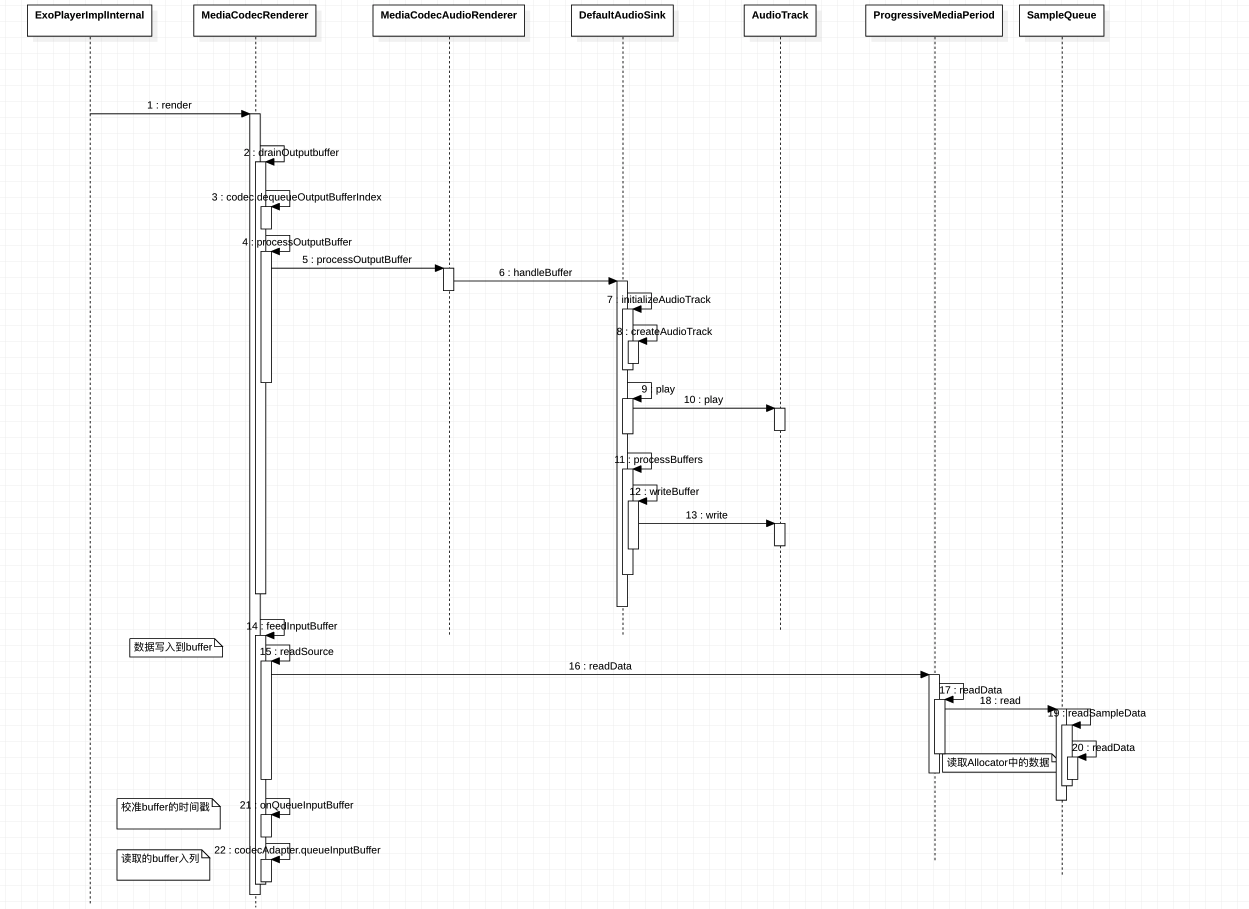 ExoPlayerImplInternal
MediaCodecRenderer
MediaCodecAudioRenderer
DefaultAudioSink
AudioTrack
ProgressiveMediaPeriod
SampleQueue
1 : render
2 : drainOutputbuffer
3 : codec.dequeueOutputBufferIndex
4 : processOutputBuffer
5 : processOutputBuffer
6 : handleBuffer
7 : initializeAudioTrack
8 : createAudioTrack
9 : play
10 : play
11 : processBuffers
12 : writeBuffer
13 : write
14 : feedInputBuffer
数据写入到buffer
15 : readSource
16 : readData
17 : readData
18 : read
19 : readSampleData
20 : readData
读取Allocator中的数据
21 : onQueueInputBuffer
校准buffer的时间戳
22 : codecAdapter.queueInputBuffer
读取的buffer入列